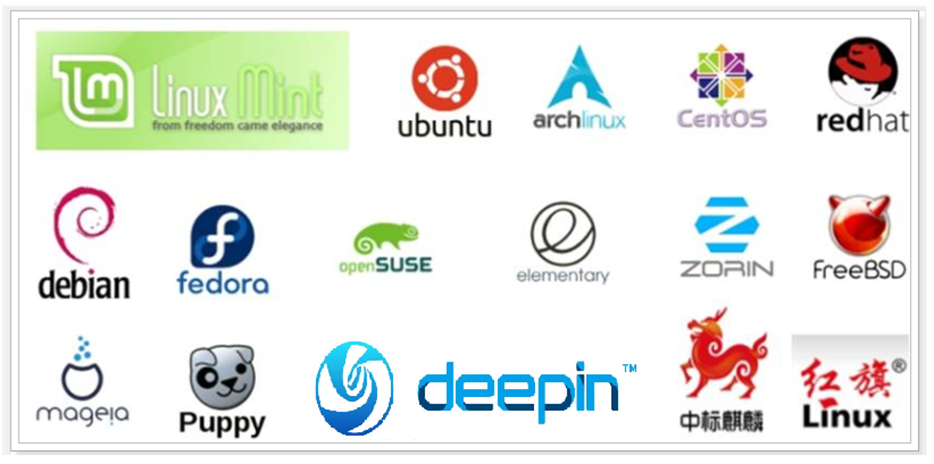 Linux Mint
from freedom came elegance
ubuntu
archlinux
CentOS
redhat
debian
fedora
openSUSE
elementary
ZORIN
FreeBSD
mageia
Puppy
deepin™
中标麒麟
红旗®
Linux